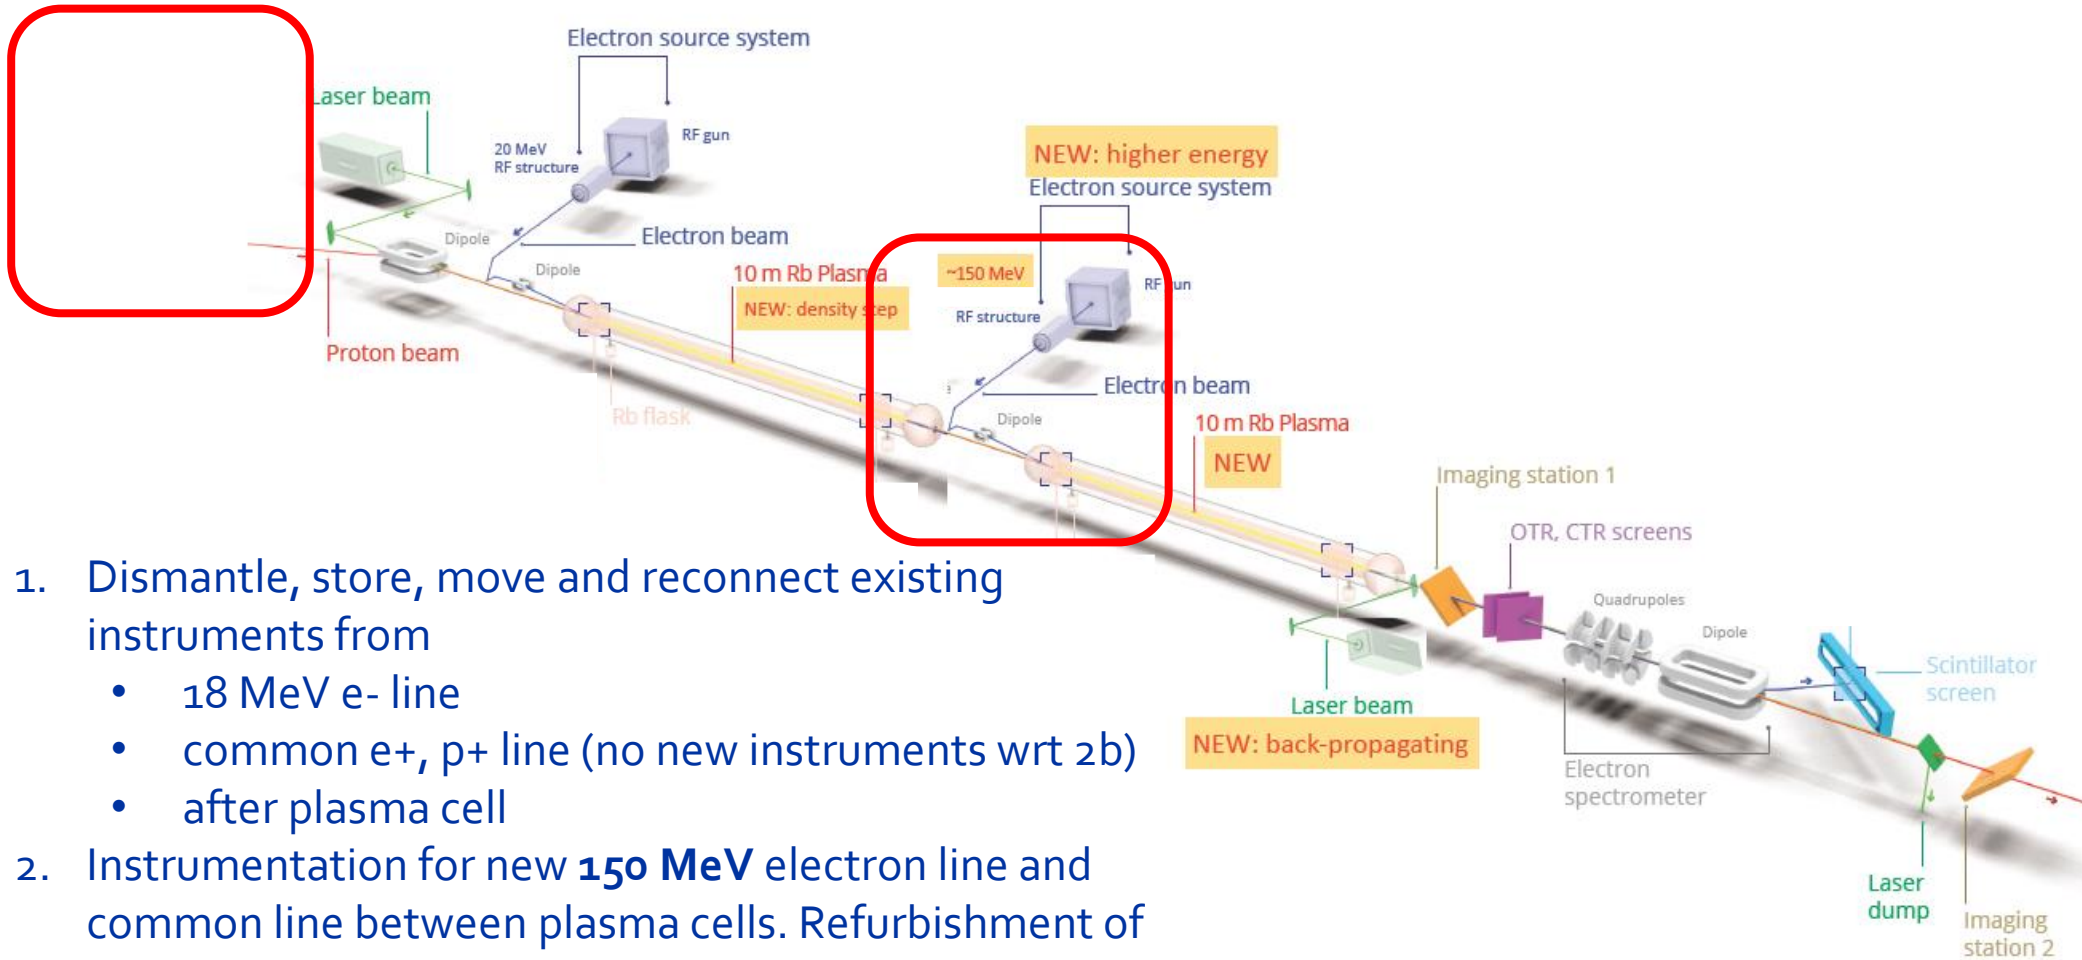 Electron source system
Laser beam
20 MeV
RF structure
RF gun
Dipole
Electron beam
Dipole
Proton beam
10 m Rb Plasma
NEW: density step
Rb flask
NEW: higher energy
Electron source system
~150 MeV
RF structure
RF gun
Electron beam
Dipole
10 m Rb Plasma
NEW
Imaging station 1
OTR, CTR screens
Quadrupoles
Dipole
Scintillator
screen
Laser beam
NEW: back-propagating
Electron
spectrometer
Laser
dump
Imaging
station 2
1. Dismantle, store, move and reconnect existing
instruments from
• 18 MeV e- line
• common e+, p+ line (no new instruments wrt 2b)
• after plasma cell
2. Instrumentation for new 150 MeV electron line and
common line between plasma cells. Refurbishment of